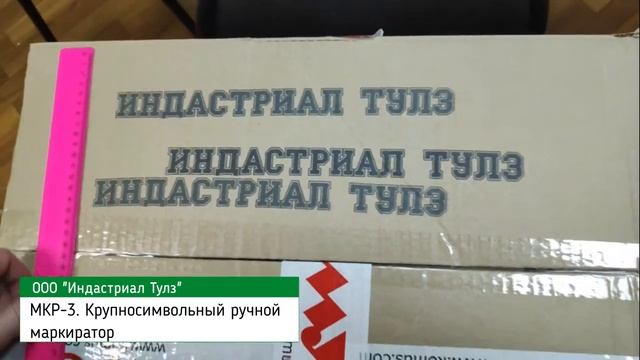 ИНДАСТРИАЛ ТУЛЗ
ИНДАСТРИАЛ ТУЛЗ
ИНДАСТРИАЛ ТУЛЗ
ООО "Индастриал Тулз"
МКР-3. Крупносимвольный ручной
маркиратор